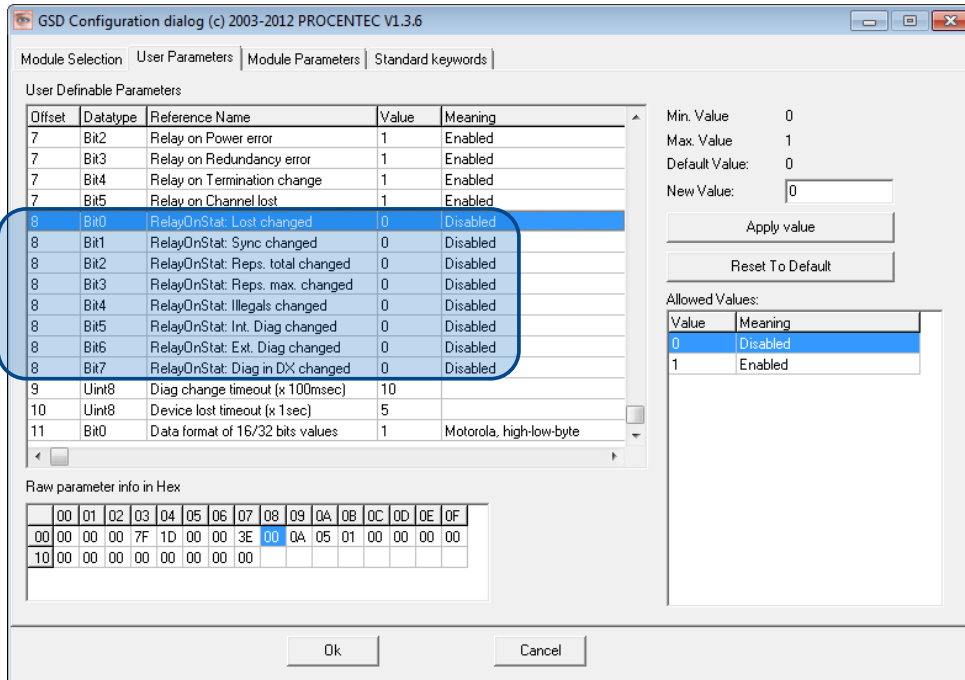 GSD Configuration dialog (c) 2003-2012 PROCENTEC V1.3.6
Module Selection User Parameters Module Parameters Standard keywords
User Definable Parameters
Offset Datatype Reference Name Value Meaning
7 Bit2 Relay on Power error 1 Enabled
7 Bit3 Relay on Redundancy error 1 Enabled
7 Bit4 Relay on Termination change 1 Enabled
7 Bit5 Relay on Channel lost 1 Enabled
8 Bit0 RelayOnStat: Lost changed 0 Disabled
8 Bit1 RelayOnStat: Sync changed 0 Disabled
8 Bit2 RelayOnStat: Reps. total changed 0 Disabled
8 Bit3 RelayOnStat: Reps. max. changed 0 Disabled
8 Bit4 RelayOnStat: Illegals changed 0 Disabled
8 Bit5 RelayOnStat: Int. Diag changed 0 Disabled
8 Bit6 RelayOnStat: Ext. Diag changed 0 Disabled
8 Bit7 RelayOnStat: Diag in DX changed 0 Disabled
9 Uint8 Diag change timeout (x 100msec) 10
10 Uint8 Device lost timeout (x 1sec) 5
11 Bit0 Data format of 16/32 bits values 1 Motorola, high-low-byte
Min. Value 0
Max. Value 1
Default Value: 0
New Value: 0
Apply value
Reset To Default
Allowed Values:
Value Meaning
0 Disabled
1 Enabled
Raw parameter info in Hex
00 01 02 03 04 05 06 07 08 09 0A 0B 0C 0D 0E 0F
00 00 00 00 7F 1D 00 00 3E 00 0A 05 01 00 00 00 00
10 00 00 00 00 00 00 00 00
Ok Cancel